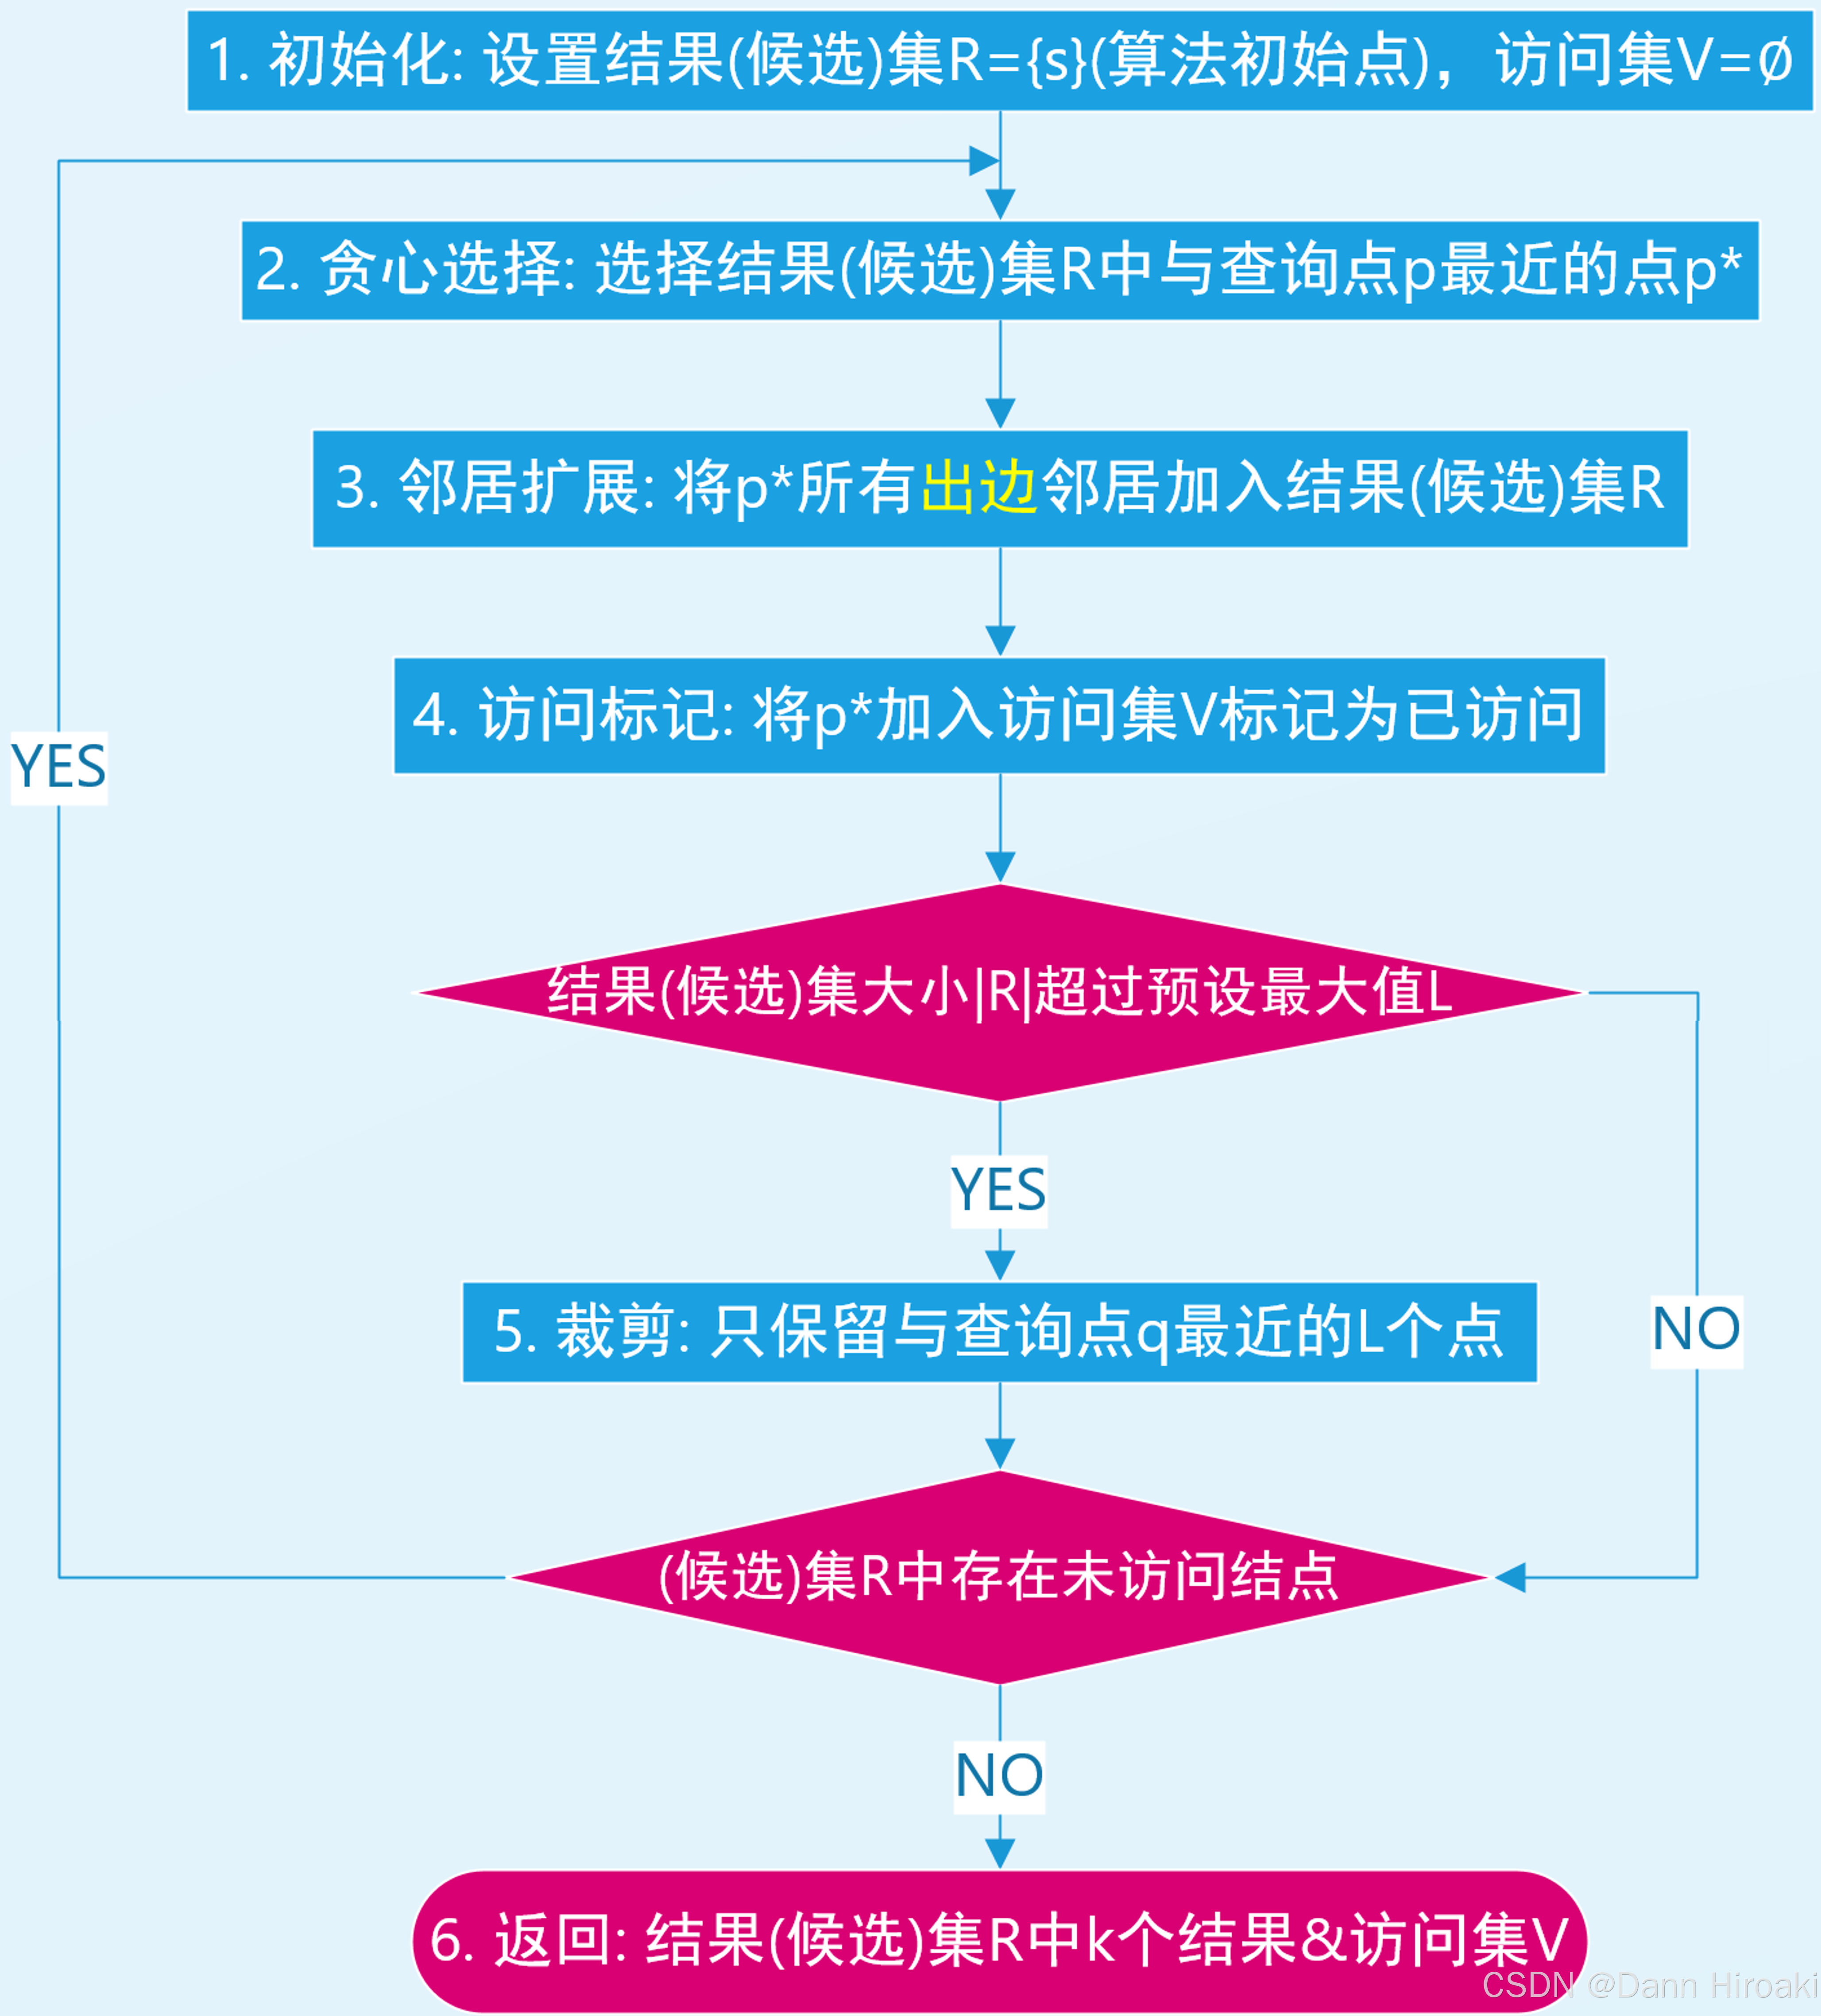 1. 初始化: 设置结果(候选)集R={s}(算法初始点)，访问集V=∅
2. 贪心选择: 选择结果(候选)集R中与查询点p最近的点p*
3. 邻居扩展: 将p*所有出边邻居加入结果(候选)集R
4. 访问标记: 将p*加入访问集V标记为已访问
YES
结果(候选)集大小|R|超过预设最大值L
YES
5. 裁剪: 只保留与查询点q最近的L个点
NO
(候选)集R中存在未访问结点
NO
6. 返回: 结果(候选)集R中k个结果&访问集V
CSDN @Dann Hiroaki